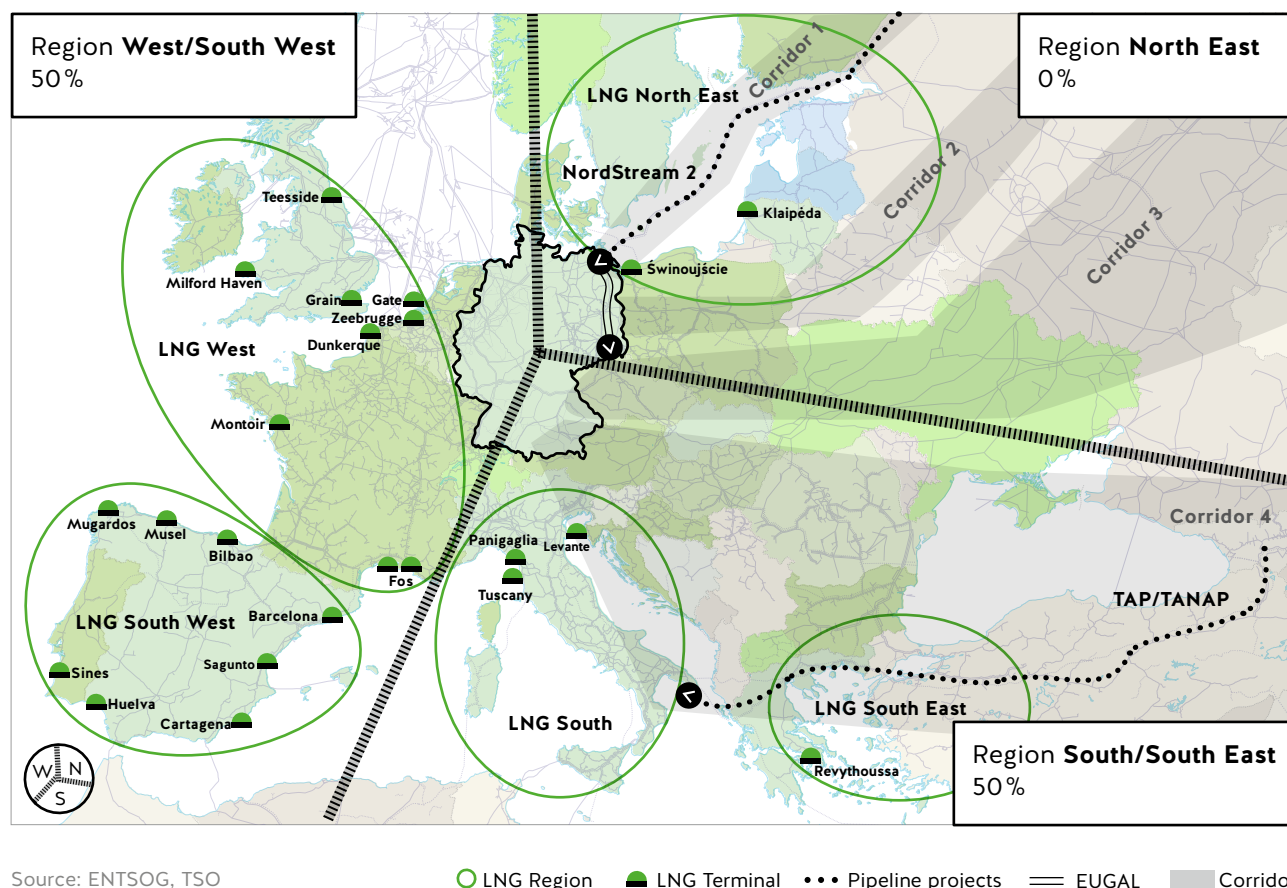 Region West/South West
50 %
Region North East
0 %
Corridor 1
LNG North East
NordStream 2
Corridor 2
Corridor 3
Teesside
Klaipėda
Świnoujście
Milford Haven
Grain
Gate
Zeebrugge
Dunkerque
LNG West
Montoir
Mugardos
Musel
Bilbao
Panigaglia
Levante
Corridor 4
Fos
Tuscany
TAP/TANAP
LNG South West
Barcelona
Sagunto
Sines
Huelva
Cartagena
LNG South
LNG South East
Revythoussa
Region South/South East
50 %
W N
S
Source: ENTSOG, TSO
LNG Region LNG Terminal Pipeline projects EUGAL Corrido